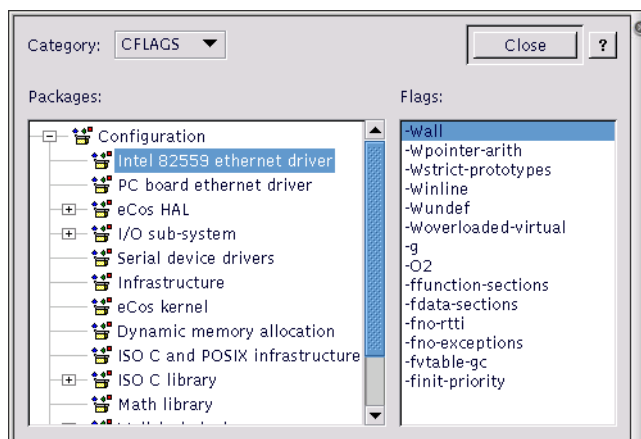 Category: CFLAGS Close ?
Packages: Flags:
Configuration
Intel 82559 ethernet driver
PC board ethernet driver
eCos HAL
I/O sub-system
Serial device drivers
Infrastructure
eCos kernel
Dynamic memory allocation
ISO C and POSIX infrastructure
ISO C library
Math library
-Wall
-Wpointer-arith
-Wstrict-prototypes
-Winline
-Wundef
-Woverloaded-virtual
-g
-O2
-ffunction-sections
-fdata-sections
-fno-rtti
-fno-exceptions
-fvtable-gc
-finit-priority